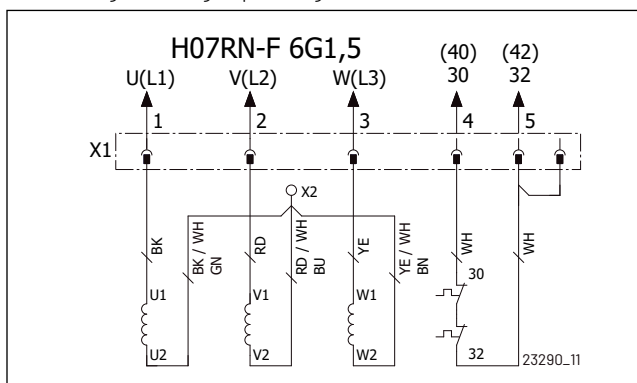 H07RN-F 6G1,5
(40) (42)
U(L1) V(L2) W(L3) 30 32
1 2 3 4 5
X1
X2
BK
BK / WH
GN
RD
RD / WH
BU
YE
YE / WH
BN
WH
WH
30
U1 V1 W1
U2 V2 W2 32
23290_11